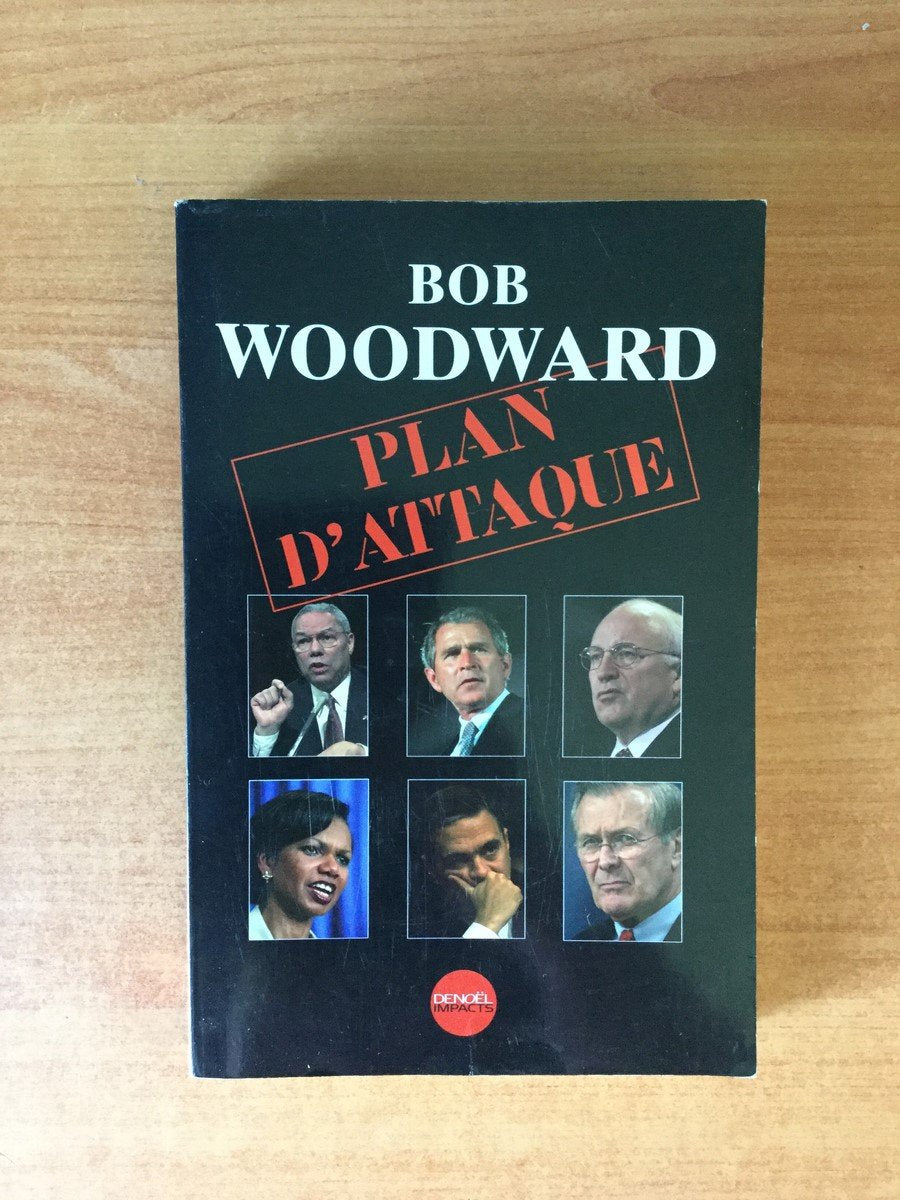 BOB
WOODWARD
PLAN
D'ATTAQUE
DENOËL
IMPACTS